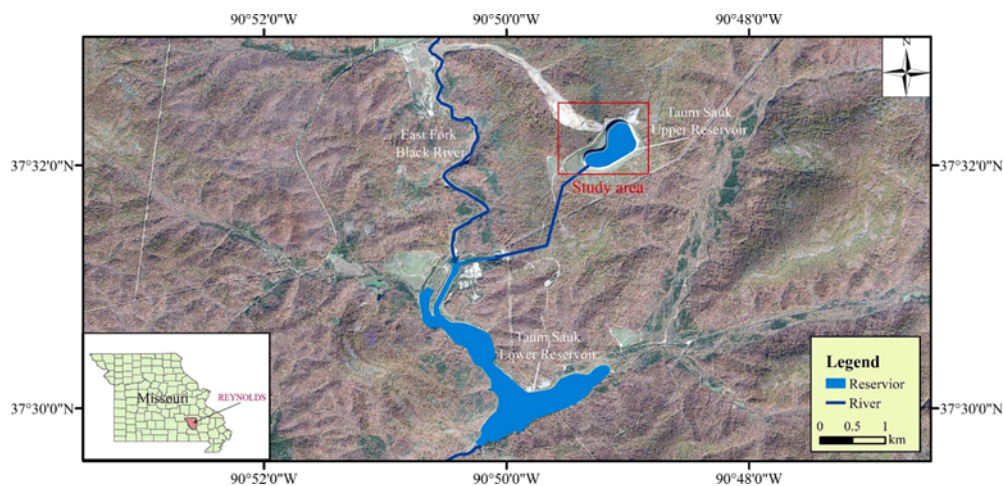 90°52'0"W
90°50'0"W
90°48'0"W
N
East Fork
Black River
Taum Sauk
Upper Reservoir
37°32'0"N
37°32'0"N
Study area
Taum Sauk
Lower Reservoir
Missouri
REYNOLDS
Legend
Reservior
River
0 0.5 1
km
37°30'0"N
37°30'0"N
90°52'0"W
90°50'0"W
90°48'0"W